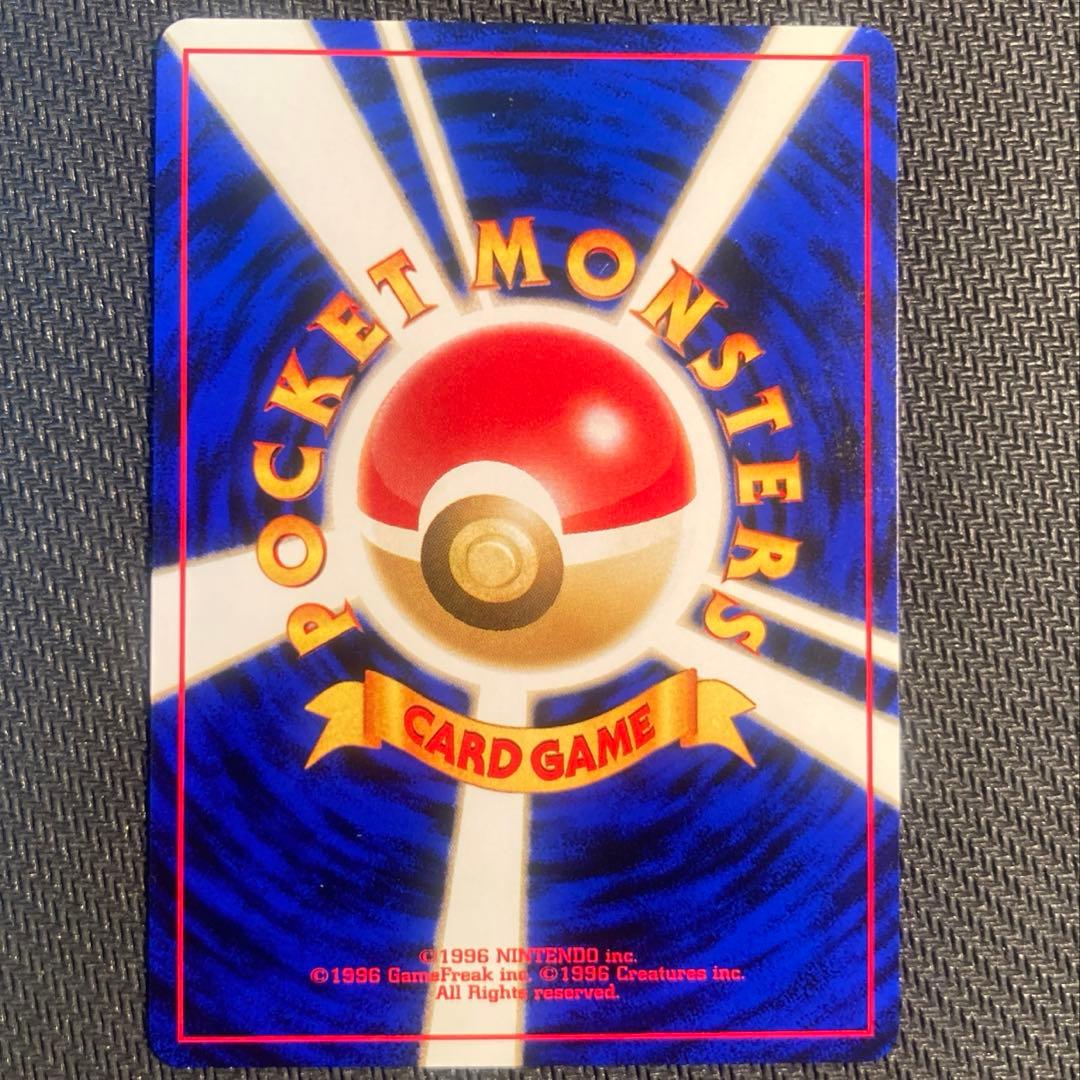 POCKET MONSTERS
CARD GAME
©1996 NINTENDO inc.
©1996 GameFreak inc. ©1996 Creatures inc.
All Rights reserved.